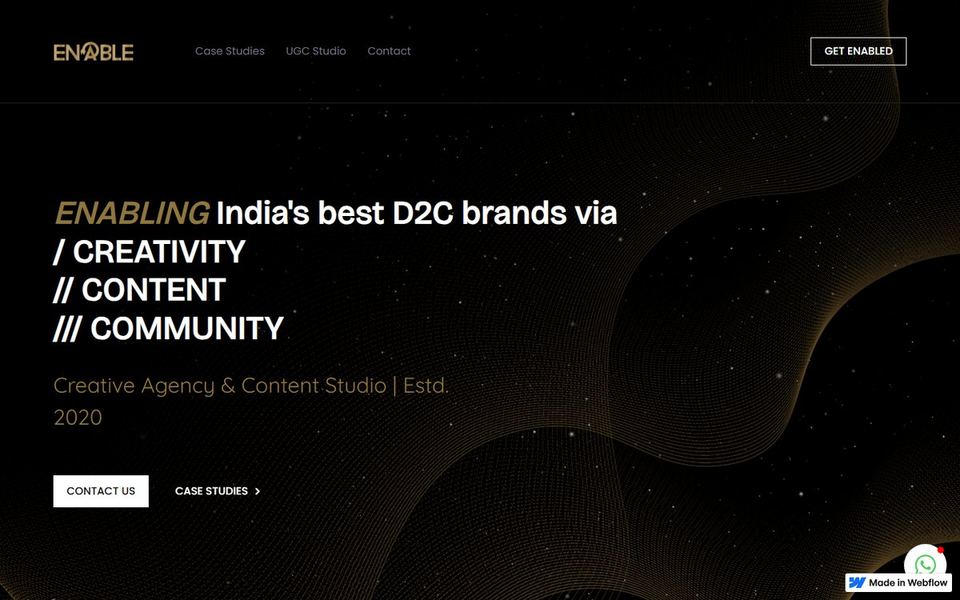 ENABLE
Case Studies
UGC Studio
Contact
GET ENABLED
ENABLING India's best D2C brands via
/ CREATIVITY
// CONTENT
/// COMMUNITY
Creative Agency & Content Studio | Estd.
2020
CONTACT US
CASE STUDIES
Made in Webflow